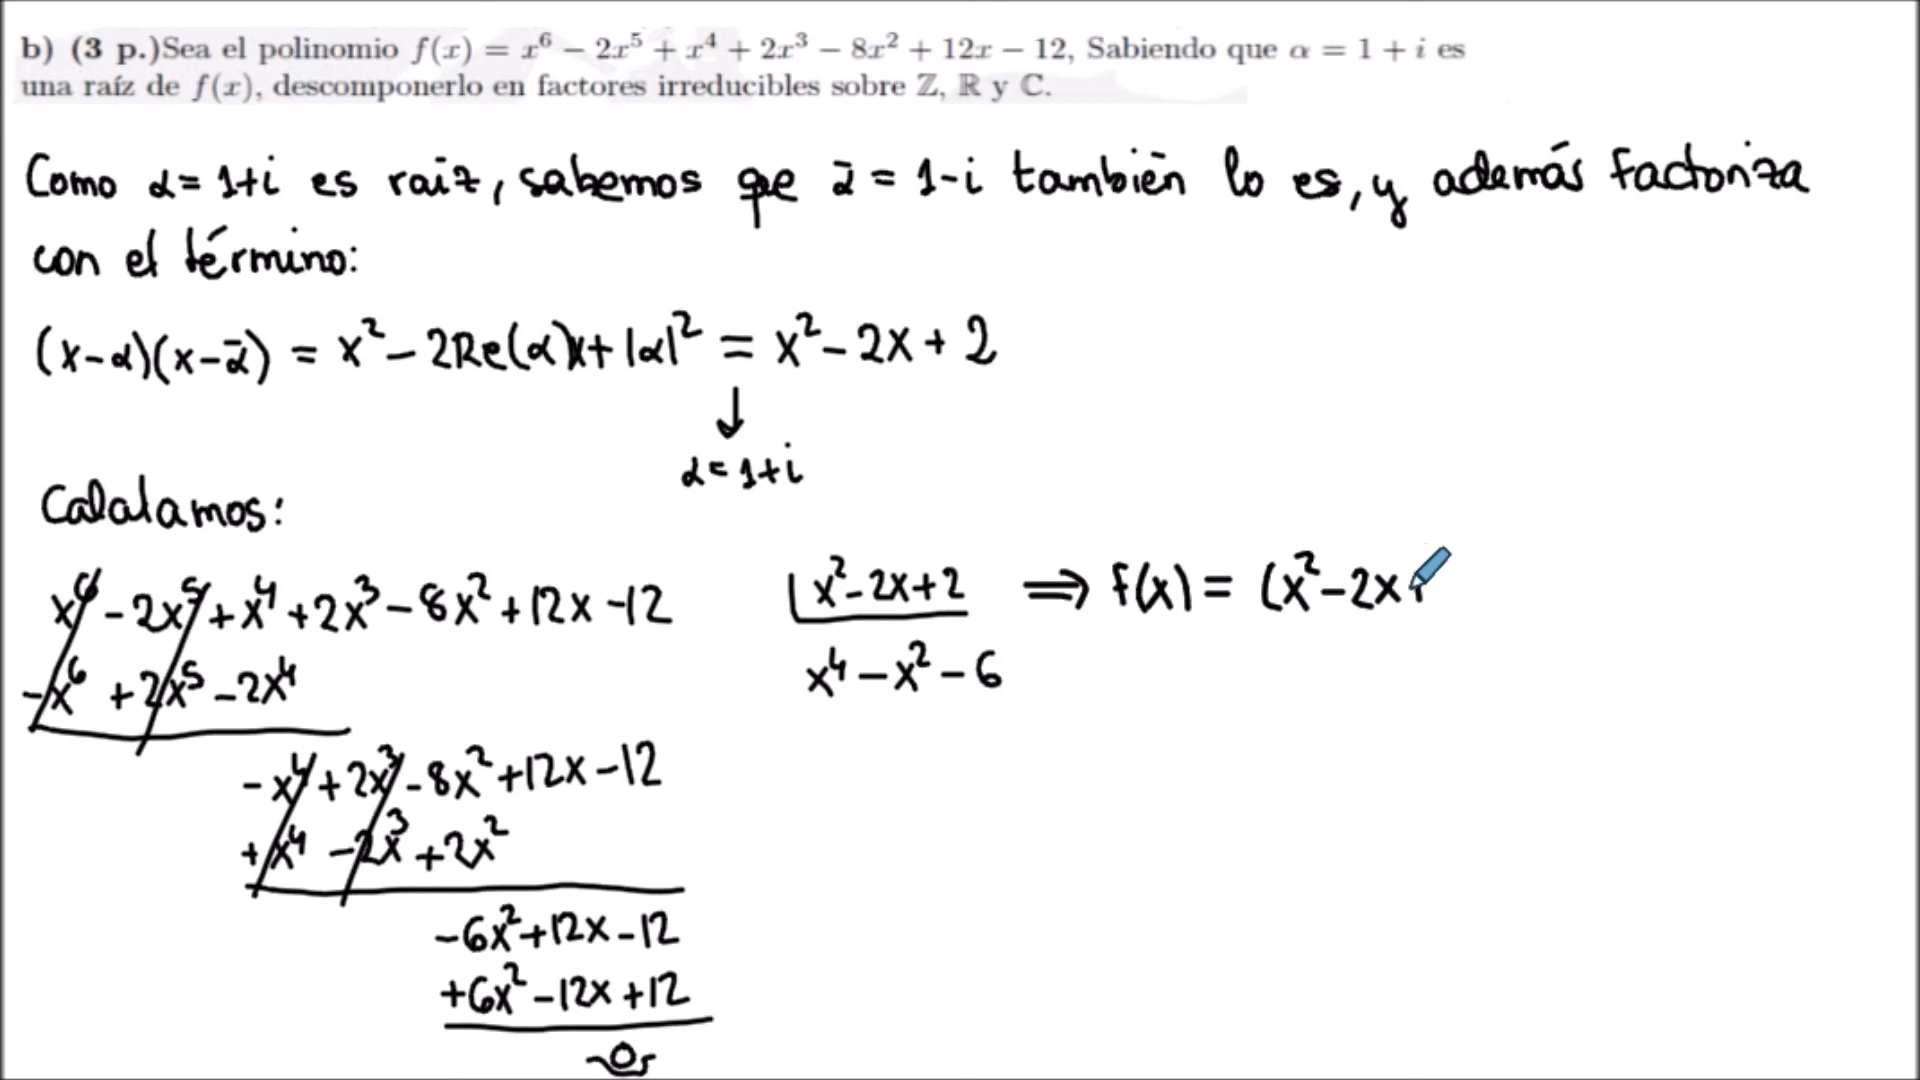 b) (3 p.)Sea el polinomio f(x) = x⁶ − 2x⁵ + x⁴ + 2x³ − 8x² + 12x − 12, Sabiendo que α = 1 + i es
una raíz de f(x), descomponerlo en factores irreducibles sobre ℤ, ℝ y ℂ.
Como α = 1+i es raiz, sabemos que ᾱ = 1-i también lo es, y además factoriza
con el término:
(x-α)(x-ᾱ) = x² - 2Re(α)x + |α|² = x² - 2x + 2
↓
α = 1+i
Calculamos:
x⁶ - 2x⁵ + x⁴ + 2x³ - 8x² + 12x - 12 | x² - 2x + 2 ⟹ f(x) = (x² - 2x
-x⁶ + 2x⁵ - 2x⁴ x⁴ - x² - 6
-x⁴ + 2x³ - 8x² + 12x - 12
+x⁴ - 2x³ + 2x²
-6x² + 12x - 12
+6x² - 12x + 12
0